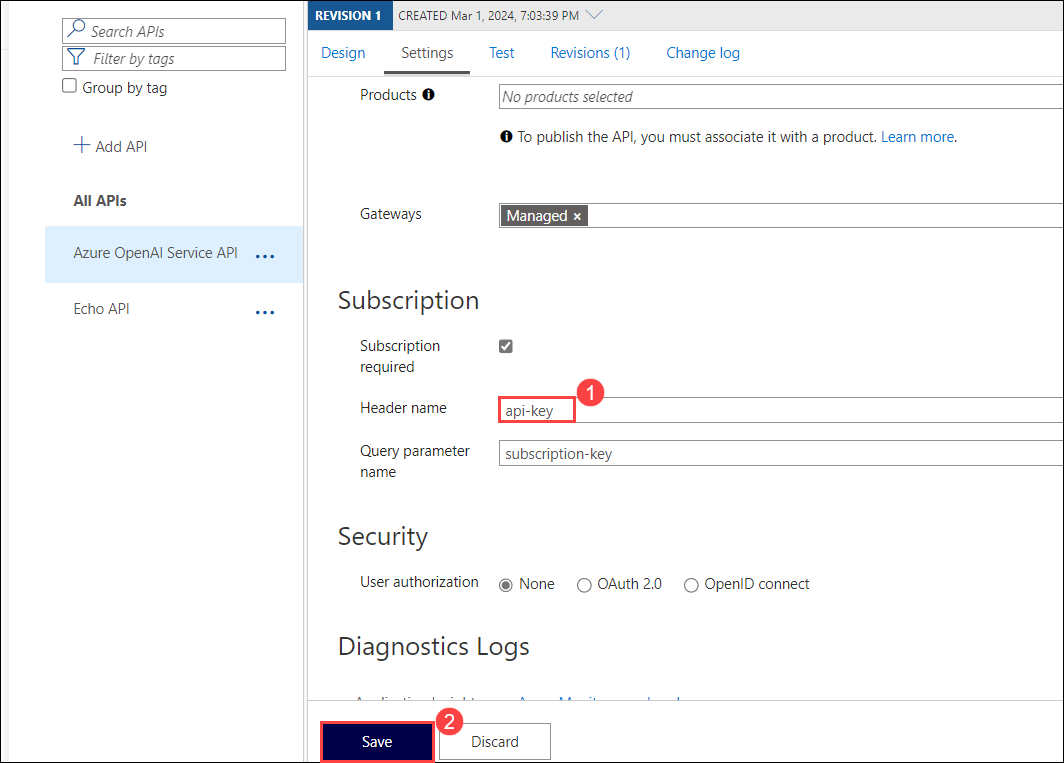 Search APIs
Filter by tags
Group by tag
Add API
All APIs
Azure OpenAI Service API ...
Echo API ...
REVISION 1 CREATED Mar 1, 2024, 7:03:39 PM
Design Settings Test Revisions (1) Change log
Products
No products selected
To publish the API, you must associate it with a product. Learn more.
Gateways
Managed ×
Subscription
Subscription
required
Header name
api-key
1
Query parameter
name
subscription-key
Security
User authorization None OAuth 2.0 OpenID connect
Diagnostics Logs
2
Save Discard